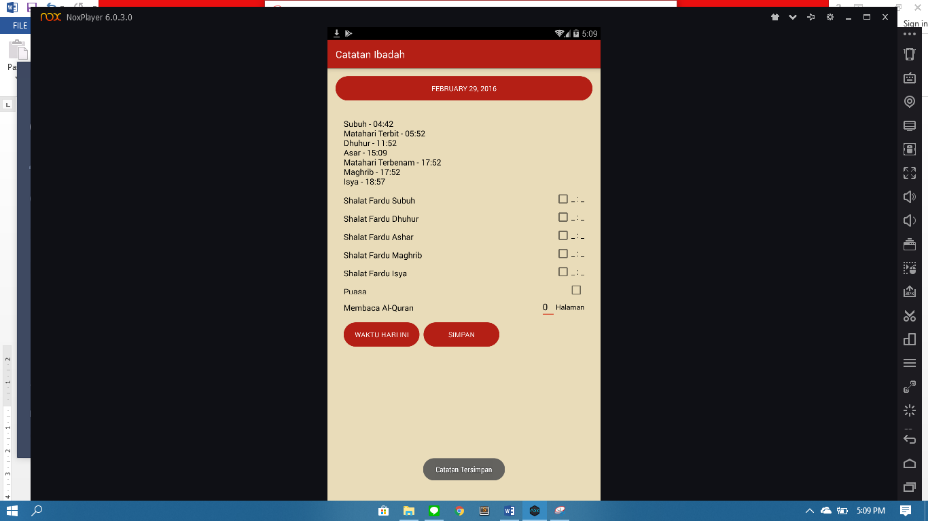 FILE
Pa
nox NoxPlayer 6.0.3.0
Sign in
5:09
Catatan Ibadah
FEBRUARY 29, 2016
Subuh - 04:42
Matahari Terbit - 05:52
Dhuhur - 11:52
Asar - 15:09
Matahari Terbenam - 17:52
Maghrib - 17:52
Isya - 18:57
Shalat Fardu Subuh _ : _
Shalat Fardu Dhuhur _ : _
Shalat Fardu Ashar _ : _
Shalat Fardu Maghrib _ : _
Shalat Fardu Isya _ : _
Puasa
Membaca Al-Quran 0 Halaman
WAKTU HARI INI SIMPAN
Catatan Tersimpan
5:09 PM